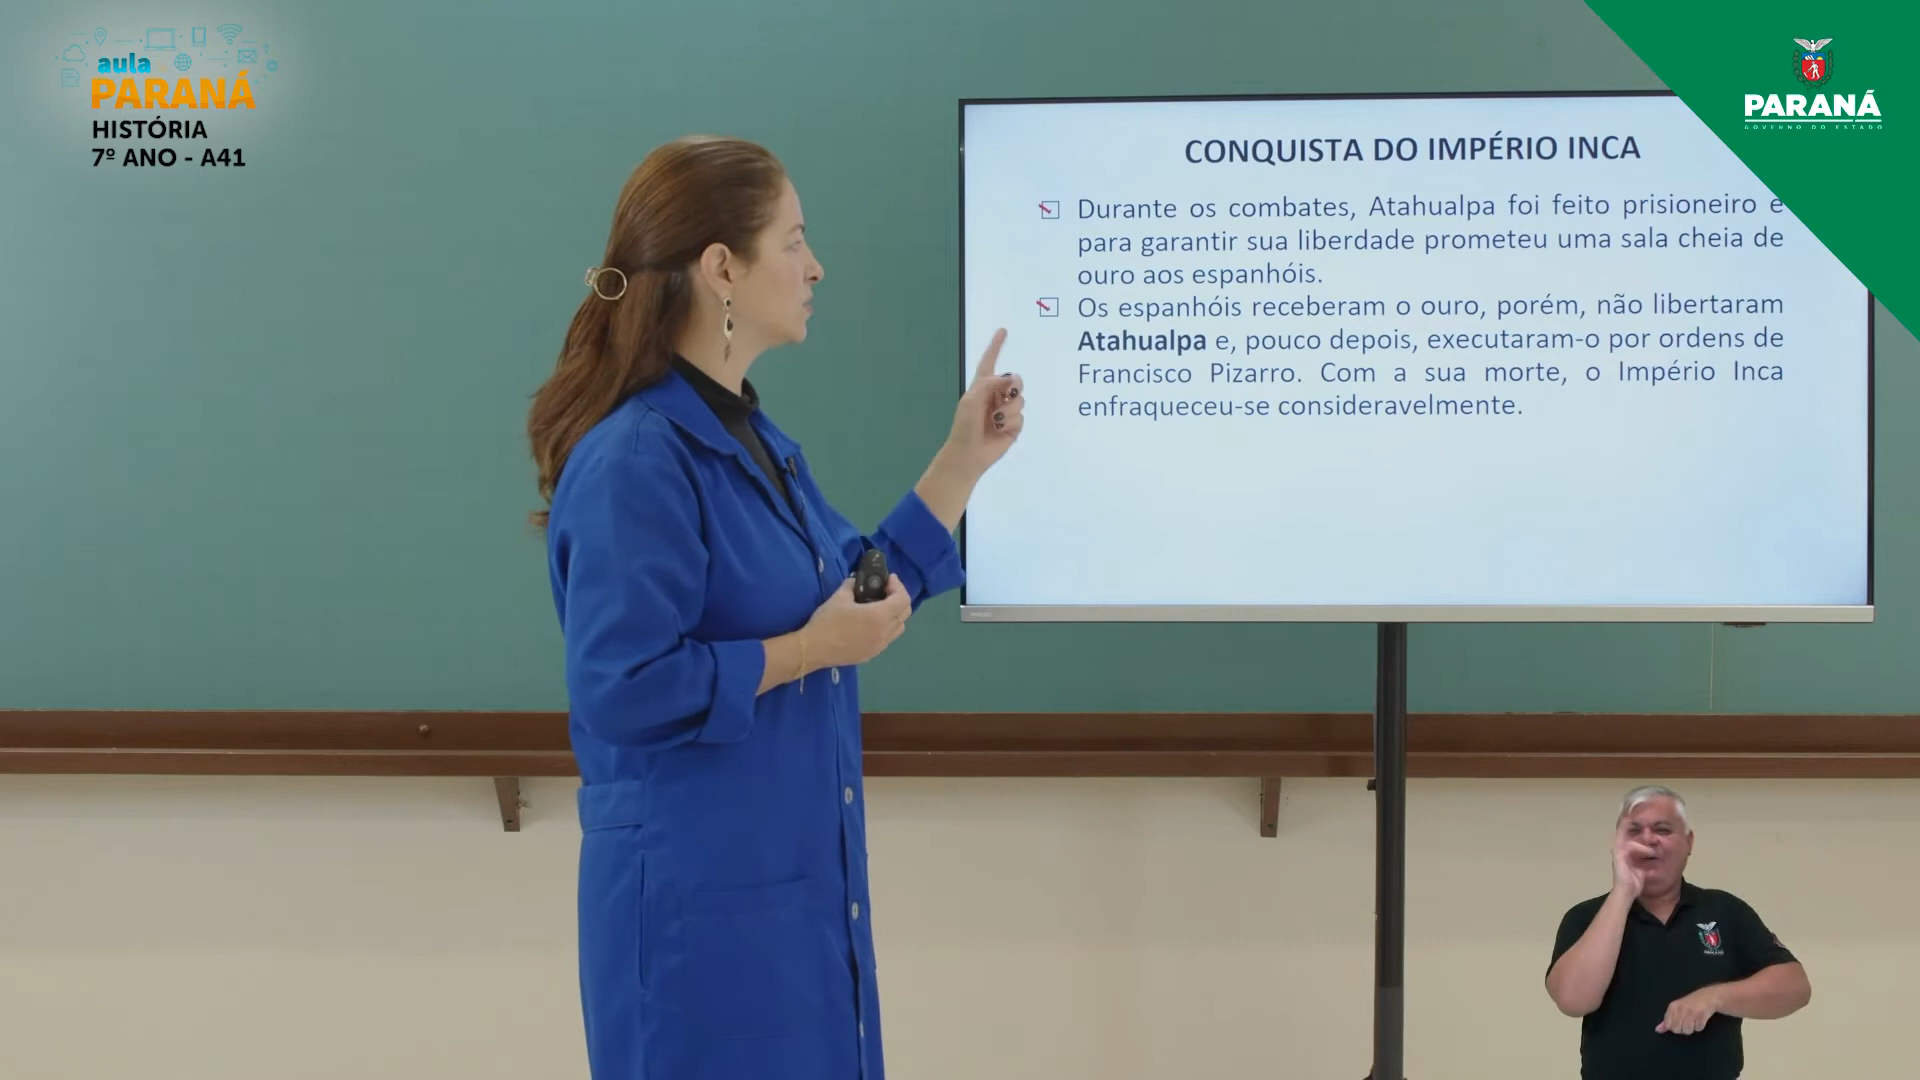 aula
PARANÁ
HISTÓRIA
7º ANO - A41
PARANÁ
GOVERNO DO ESTADO
CONQUISTA DO IMPÉRIO INCA
Durante os combates, Atahualpa foi feito prisioneiro e
para garantir sua liberdade prometeu uma sala cheia de
ouro aos espanhóis.
Os espanhóis receberam o ouro, porém, não libertaram
Atahualpa e, pouco depois, executaram-o por ordens de
Francisco Pizarro. Com a sua morte, o Império Inca
enfraqueceu-se consideravelmente.